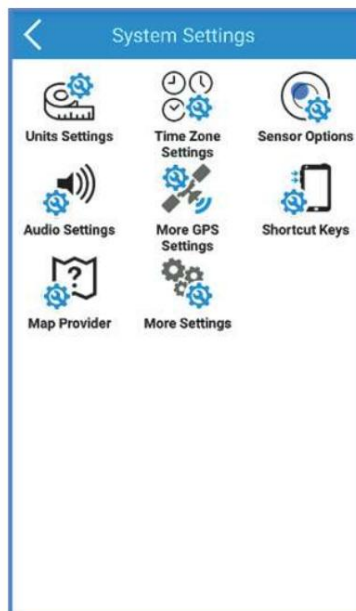 System Settings
Units Settings
Time Zone
Settings
Sensor Options
Audio Settings
More GPS
Settings
Shortcut Keys
Map Provider
More Settings